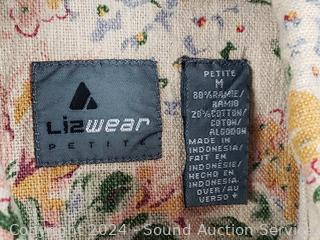 Lizwear
PETITE
PETITE
M
80% RAMIE/
RAMIO
20% COTTON/
COTON/
ALGODON
MADE IN
INDONESIA/
FAIT EN
INDONESIE/
HECHO EN
INDONESIA
OVER/AU
VERSO
Copyright 2024 - Sound Auction Service